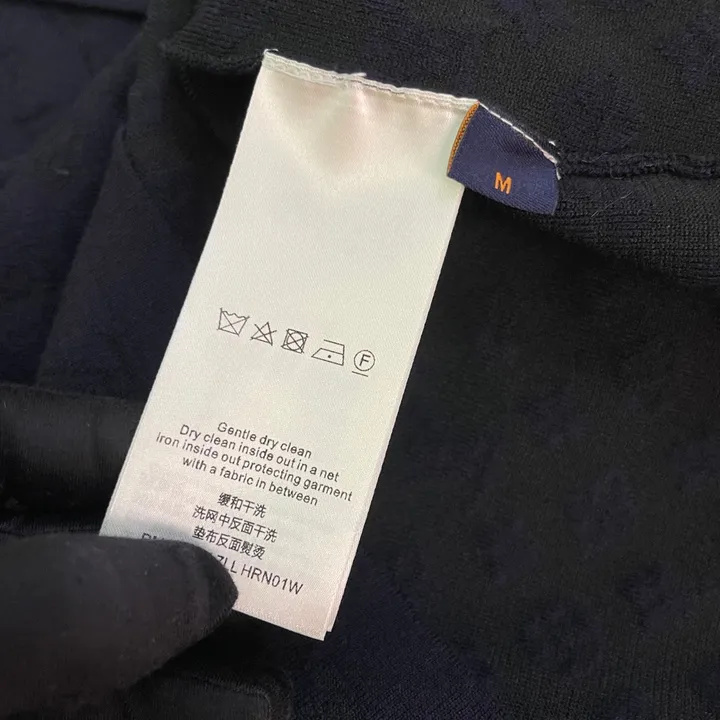 M
F
Gentle dry clean
Dry clean inside out in a net
iron inside out protecting garment
with a fabric in between
缓和干洗
洗网中反面干洗
垫布反面熨烫
HRN01W